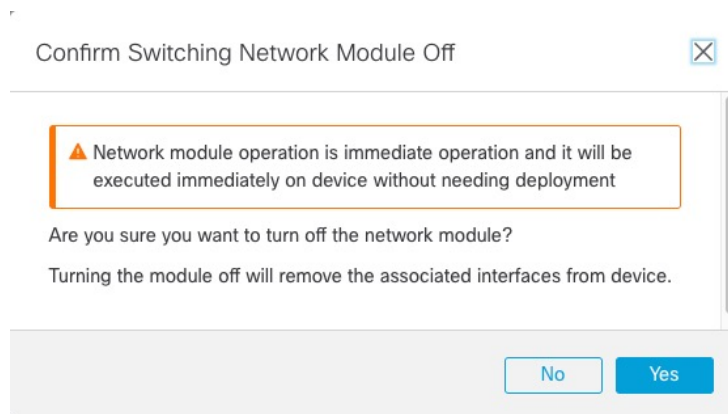 Confirm Switching Network Module Off
Network module operation is immediate operation and it will be
executed immediately on device without needing deployment
Are you sure you want to turn off the network module?
Turning the module off will remove the associated interfaces from device.
No
Yes